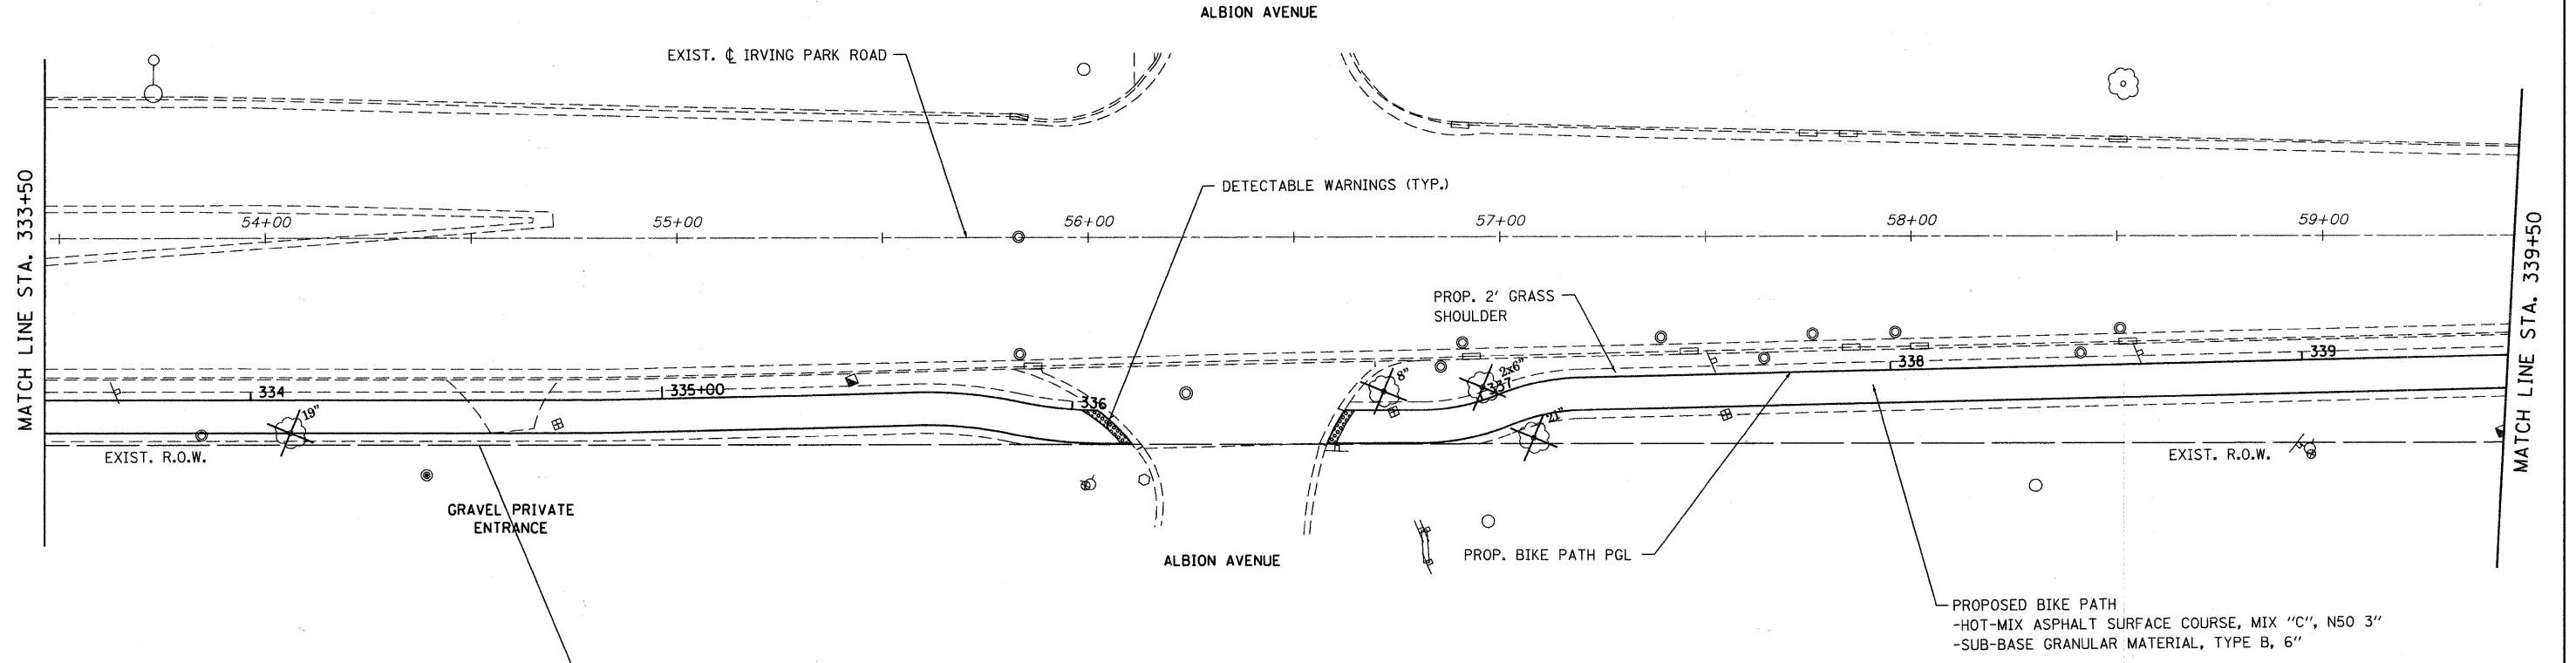 ALBION AVENUE
EXIST. ℄ IRVING PARK ROAD
MATCH LINE STA. 333+50
DETECTABLE WARNINGS (TYP.)
54+00
55+00
56+00
57+00
58+00
59+00
MATCH LINE STA. 339+50
PROP. 2' GRASS
SHOULDER
334
335+00
336
337
338
339
19"
8"
2x6"
21"
EXIST. R.O.W.
EXIST. R.O.W.
GRAVEL PRIVATE
ENTRANCE
ALBION AVENUE
PROP. BIKE PATH PGL
PROPOSED BIKE PATH
-HOT-MIX ASPHALT SURFACE COURSE, MIX "C", N50 3"
-SUB-BASE GRANULAR MATERIAL, TYPE B, 6"